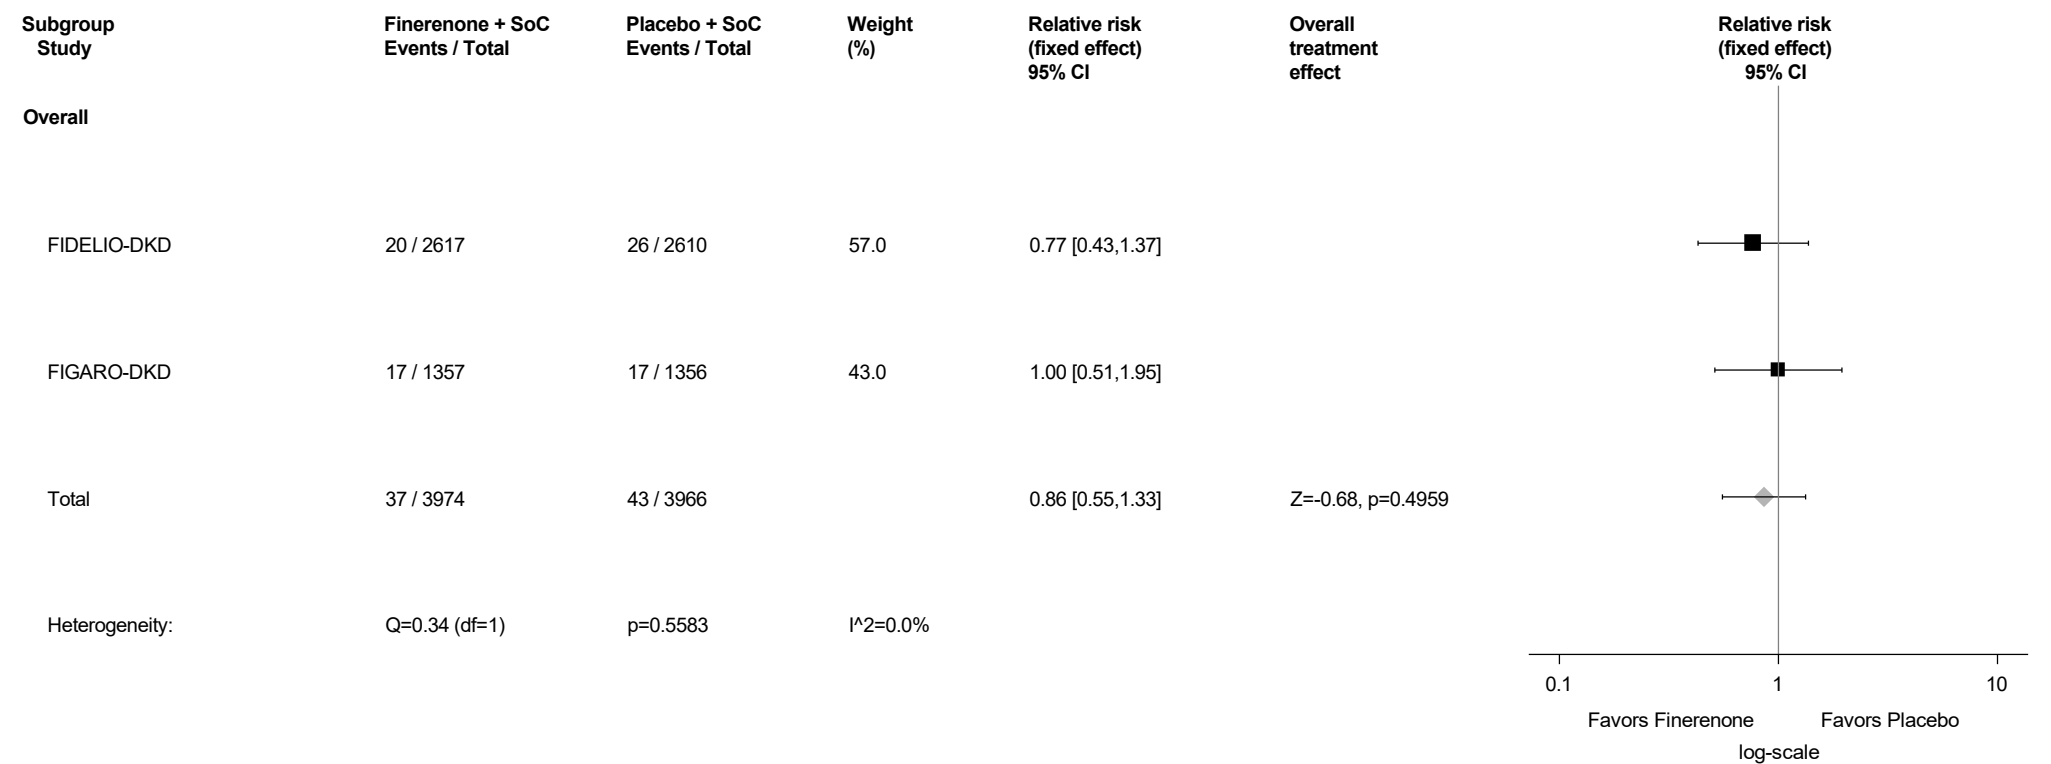 Subgroup Finerenone + SoC Placebo + SoC Weight Relative risk Overall Relative risk
Study Events / Total Events / Total (%) (fixed effect) treatment (fixed effect)
95% CI effect 95% CI
Overall
FIDELIO-DKD 20 / 2617 26 / 2610 57.0 0.77 [0.43,1.37]
FIGARO-DKD 17 / 1357 17 / 1356 43.0 1.00 [0.51,1.95]
Total 37 / 3974 43 / 3966 0.86 [0.55,1.33] Z=-0.68, p=0.4959
Heterogeneity: Q=0.34 (df=1) p=0.5583 I^2=0.0%
0.1 1 10
Favors Finerenone Favors Placebo
log-scale